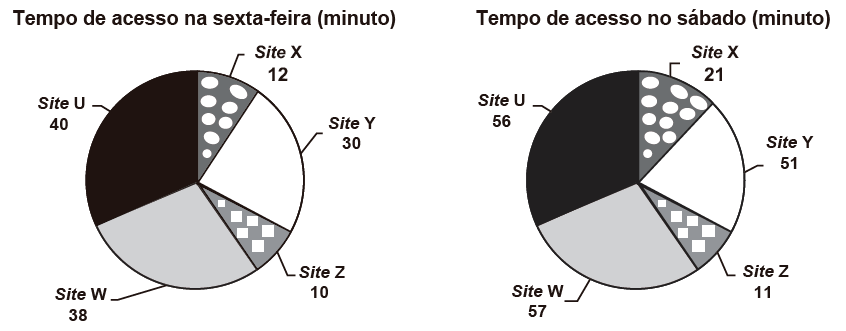 Tempo de acesso na sexta-feira (minuto)
Site X
12
Site U
40
Site Y
30
Site Z
10
Site W
38
Tempo de acesso no sábado (minuto)
Site X
21
Site U
56
Site Y
51
Site Z
11
Site W
57